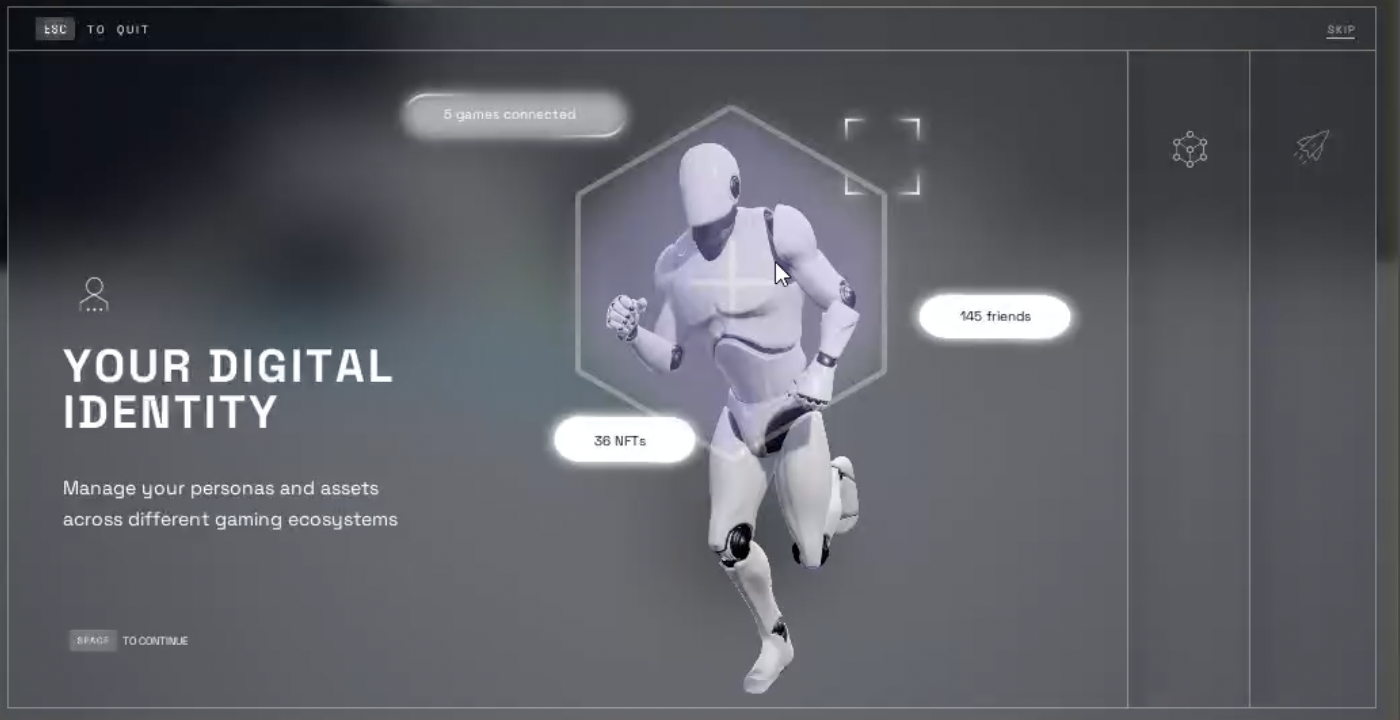 ESC TO QUIT
SKIP
5 games connected
145 friends
YOUR DIGITAL
IDENTITY
36 NFTs
Manage your personas and assets
across different gaming ecosystems
SPACE TO CONTINUE